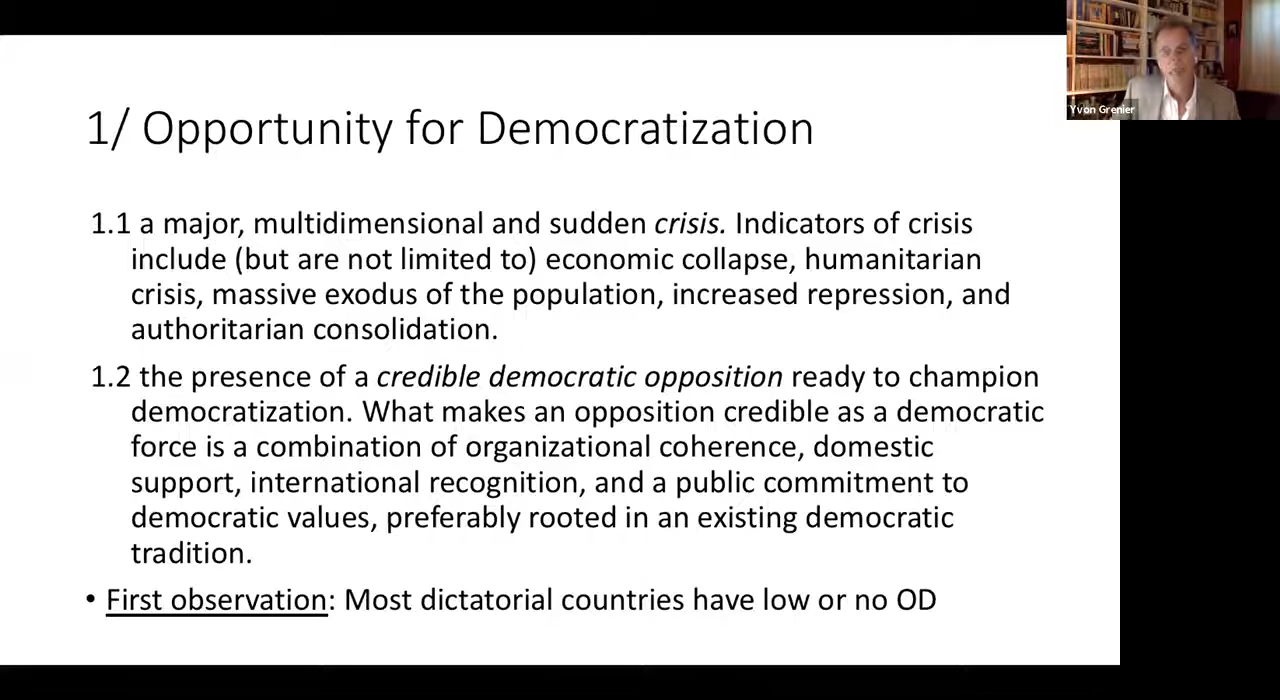 Yvon Grenier
1/ Opportunity for Democratization
1.1 a major, multidimensional and sudden crisis. Indicators of crisis
include (but are not limited to) economic collapse, humanitarian
crisis, massive exodus of the population, increased repression, and
authoritarian consolidation.
1.2 the presence of a credible democratic opposition ready to champion
democratization. What makes an opposition credible as a democratic
force is a combination of organizational coherence, domestic
support, international recognition, and a public commitment to
democratic values, preferably rooted in an existing democratic
tradition.
• First observation: Most dictatorial countries have low or no OD